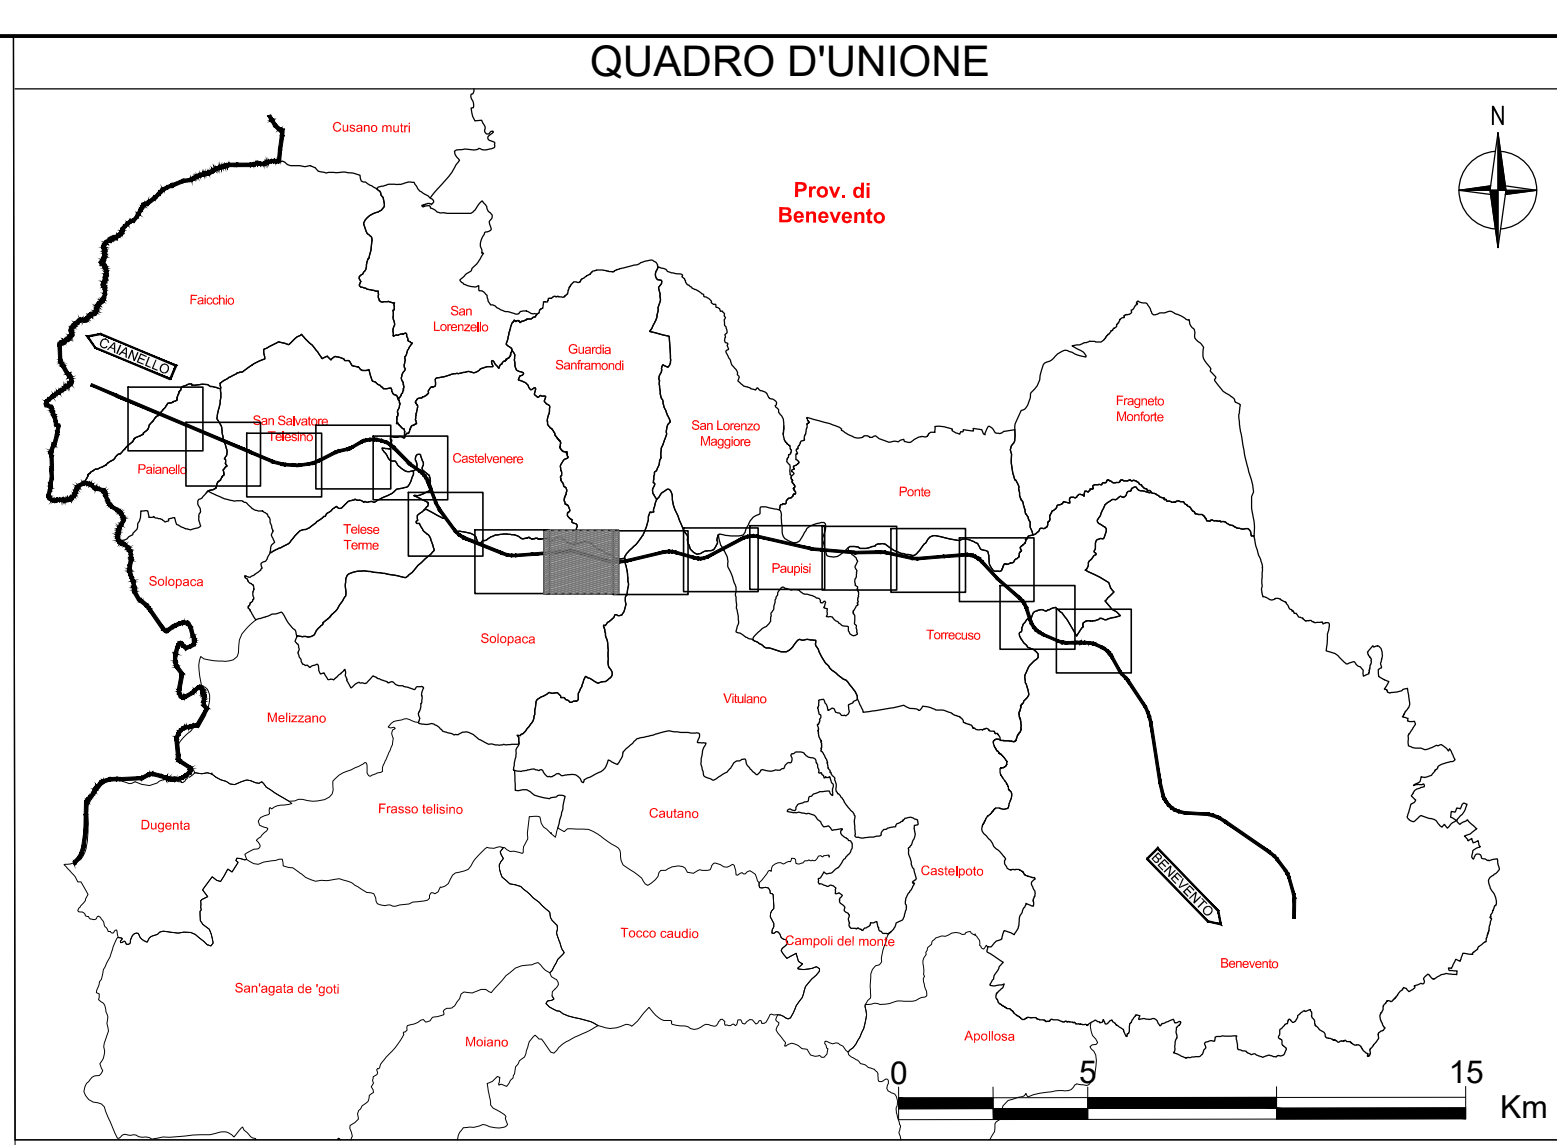 QUADRO D'UNIONE
Cusano mutri
N
Prov. di
Benevento
Faicchio
San
Lorenzello
CAIANELLO
Guardia
Sanframondi
Fragneto
Monforte
San Salvatore
Telesino
San Lorenzo
Maggiore
Castelvenere
Paianello
Ponte
Telese
Terme
Paupisi
Solopaca
Solopaca
Torrecuso
Vitulano
Melizzano
Frasso telisino
Cautano
Dugenta
BENEVENTO
Castelpoto
Tocco caudio
Campoli del monte
Benevento
San'agata de 'goti
Moiano
Apollosa
0 5 15
Km